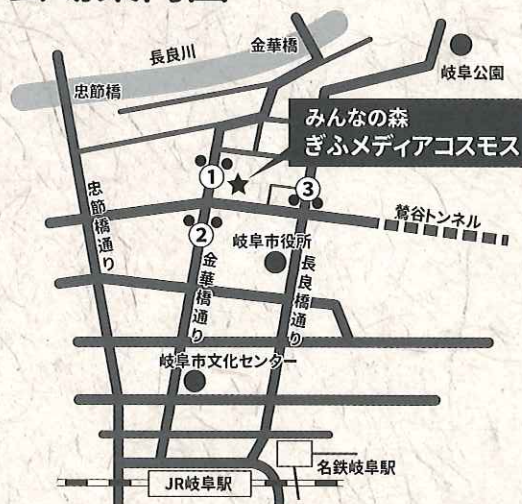 長良川
金華橋
忠節橋
岐阜公園
みんなの森
ぎふメディアコスモス
忠節橋通り
①
③
②
鶯谷トンネル
岐阜市役所
金華橋通り
長良橋通り
岐阜市文化センター
名鉄岐阜駅
JR岐阜駅